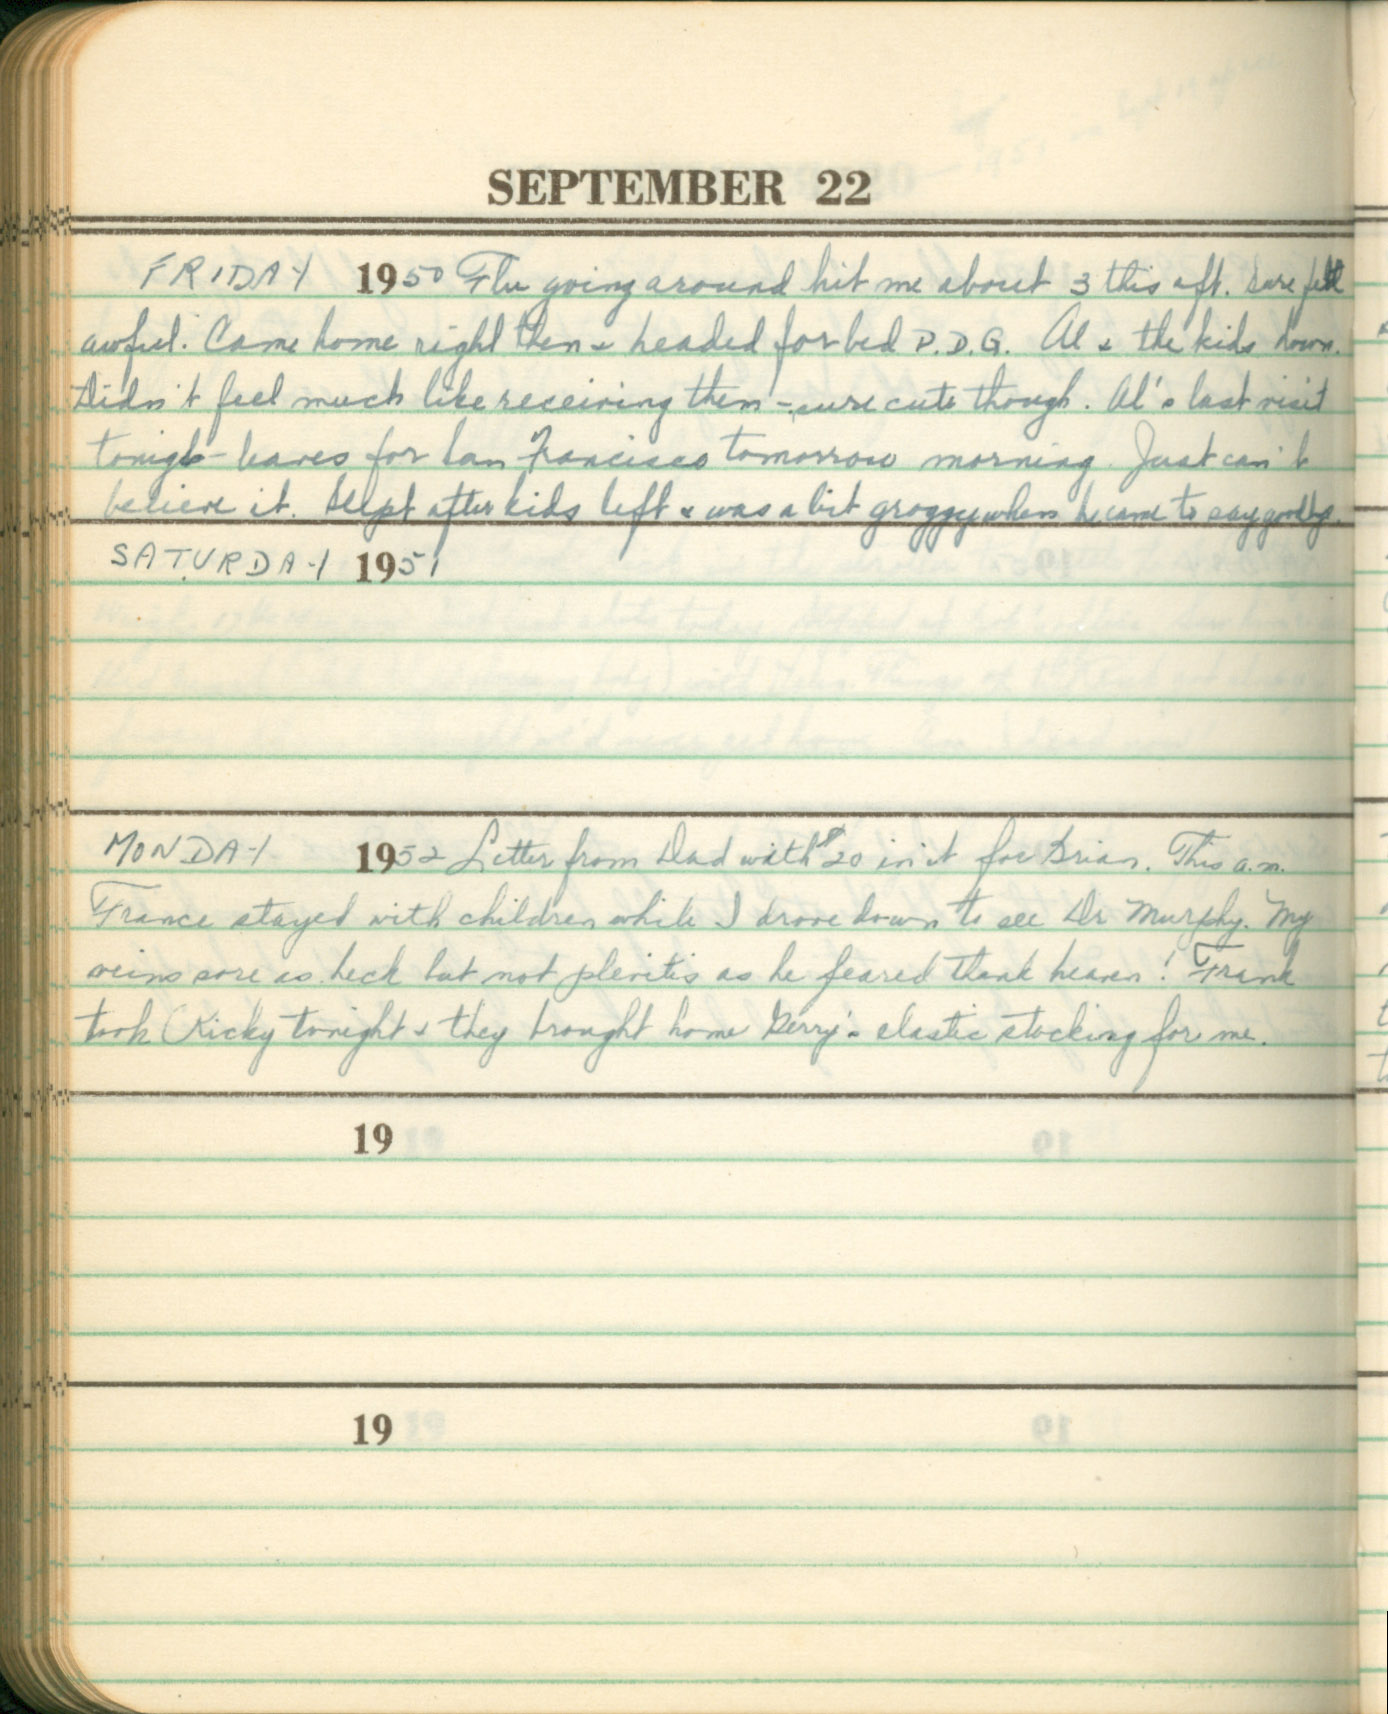 SEPTEMBER 22
FRIDAY 1950 Flu going around hit me about 3 this aft. Sure felt
awful. Came home right then & headed for bed P.D.G. Al & the kids down.
Didn't feel much like receiving them - sure cute though. Al's last visit
tonight - leaves for San Francisco tomorrow morning. Just can't
believe it. Slept after kids left & was a bit groggy when he came to say goodbye.
SATURDAY 1951
MONDAY 1952 Letter from Dad with $20 in it for Brian. This a.m.
France stayed with children while I drove down to see Dr Murphy. My
veins sore as heck but not pleritis as he feared thank heaven! Frank
took Ricky tonight & they brought home Gerry's elastic stocking for me.
19
19